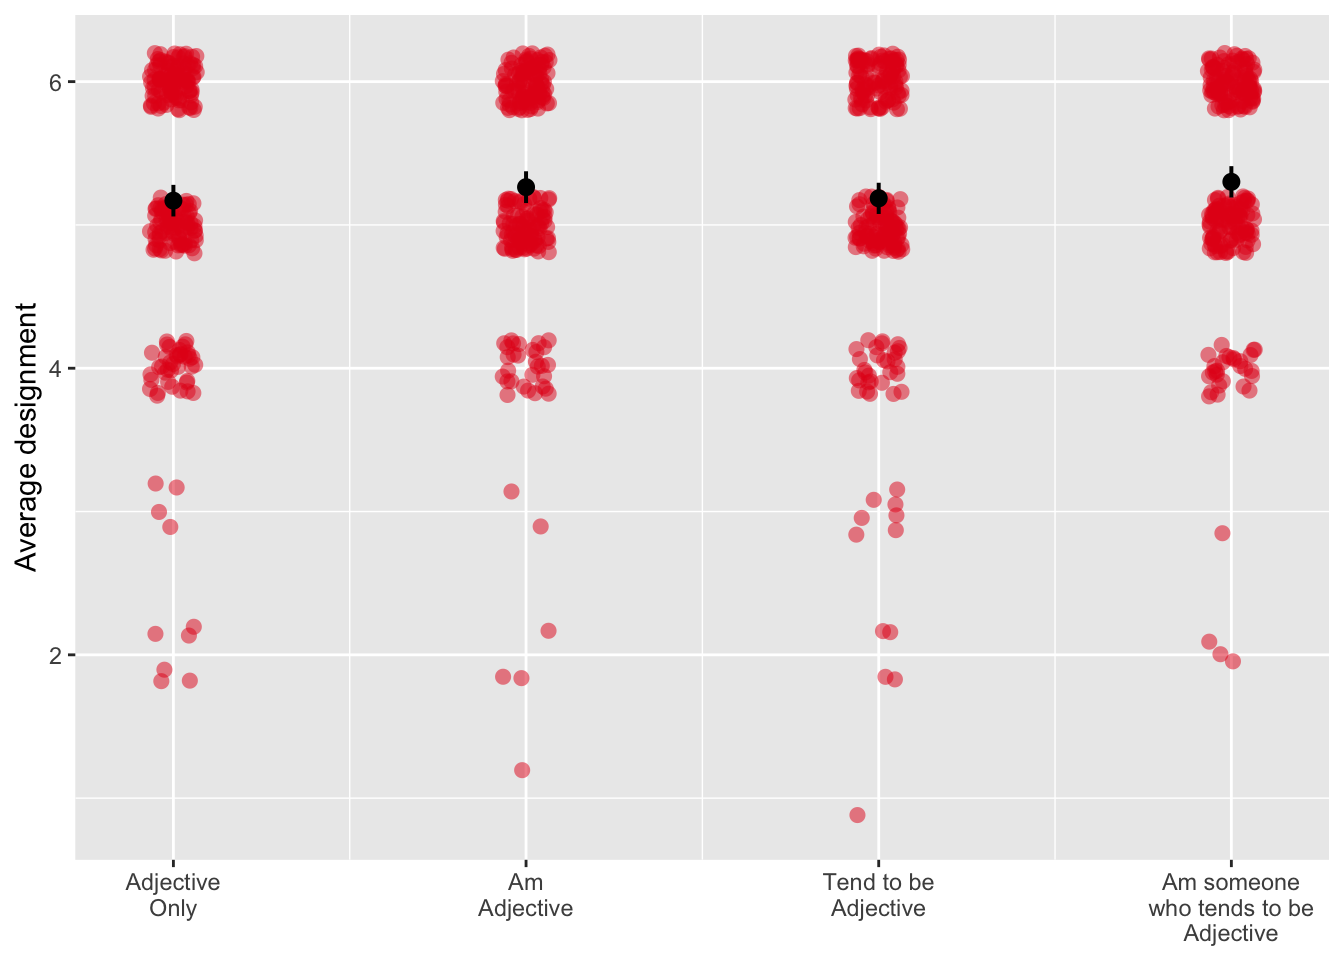 Average designment
6
4
2
Adjective
Only
Am
Adjective
Tend to be
Adjective
Am someone
who tends to be
Adjective